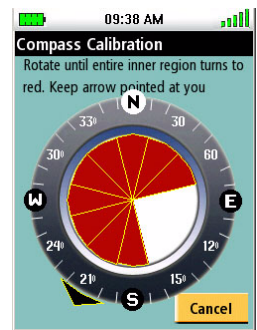 09:38 AM
Compass Calibration
Rotate until entire inner region turns to
red. Keep arrow pointed at you
N
33⁰ 30
30⁰ 60
W E
24⁰ 12⁰
21⁰ 15⁰
S
Cancel